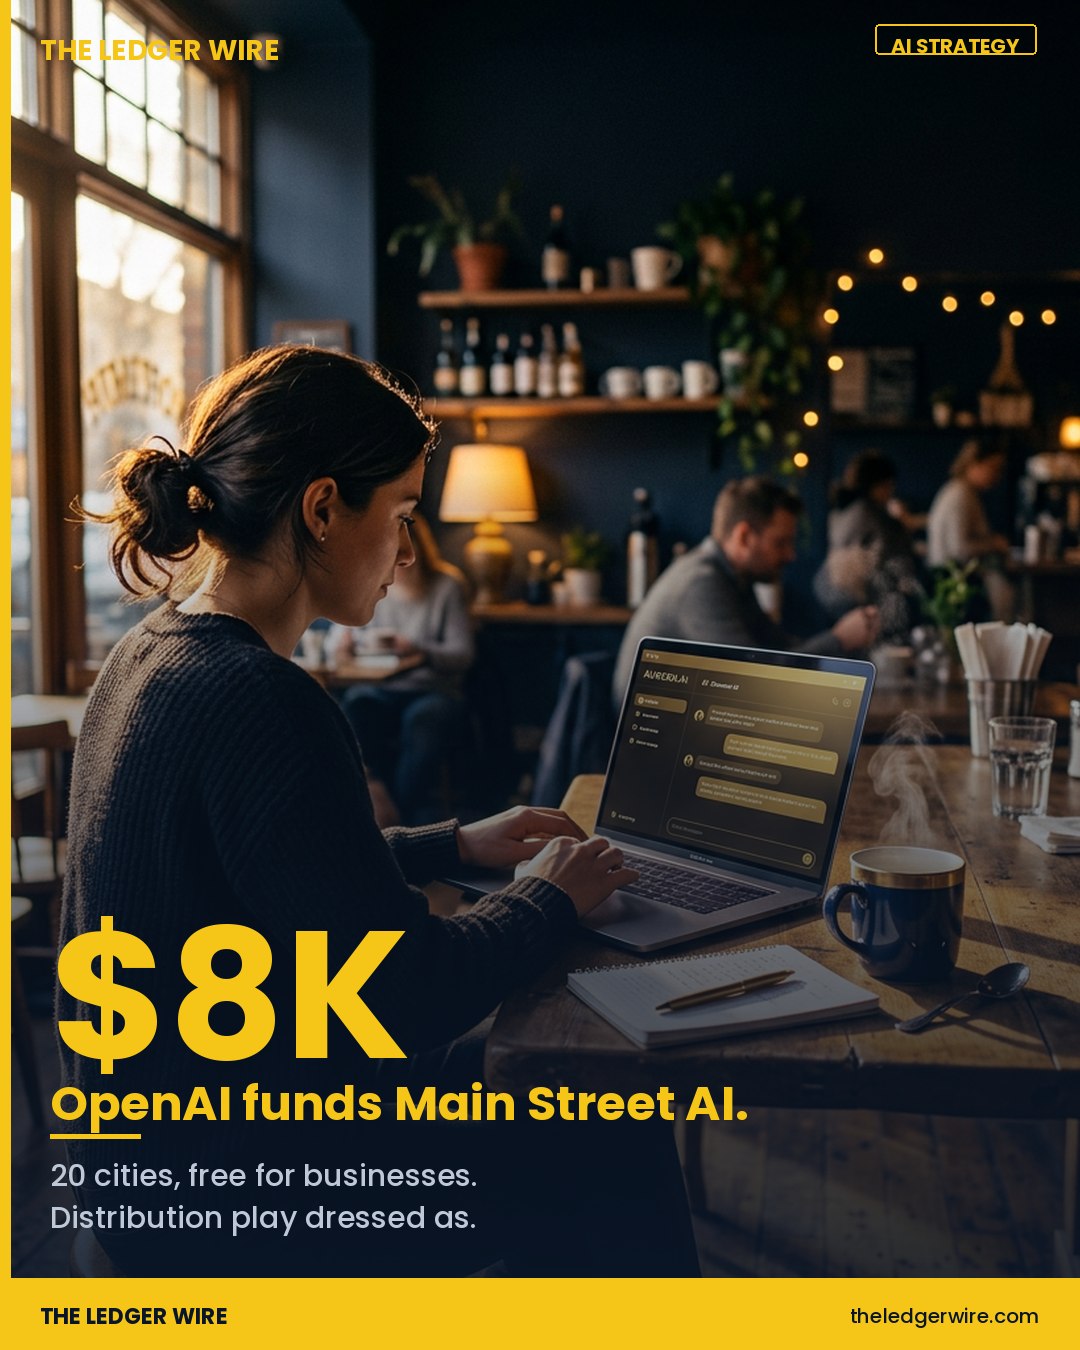 THE LEDGER WIRE
AI STRATEGY
$8K
OpenAI funds Main Street AI.
20 cities, free for businesses.
Distribution play dressed as.
THE LEDGER WIRE
theledgerwire.com